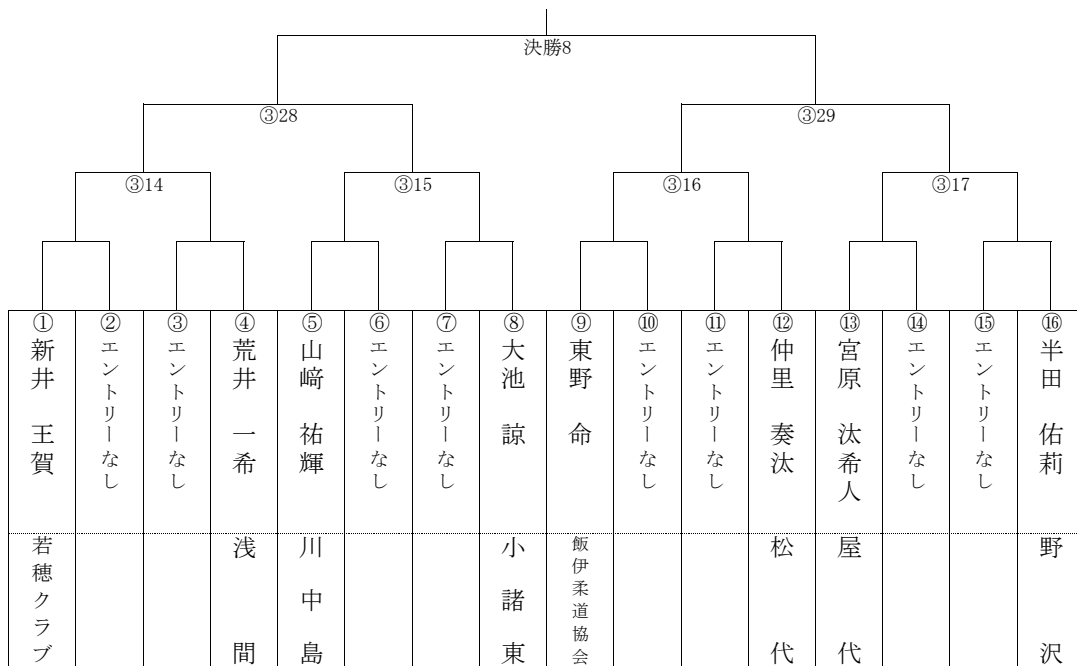 決勝8
③28
③29
③14
③15
③16
③17
①
新井 王賀
若穂クラブ
②
エントリーなし
③
エントリーなし
④
荒井 一希
浅間
⑤
山﨑 祐輝
川中島
⑥
エントリーなし
⑦
エントリーなし
⑧
大池 諒
小諸東
⑨
東野 命
飯伊柔道協会
⑩
エントリーなし
⑪
エントリーなし
⑫
仲里 奏汰
松代
⑬
宮原 汰希人
屋代
⑭
エントリーなし
⑮
エントリーなし
⑯
半田 佑莉
野沢